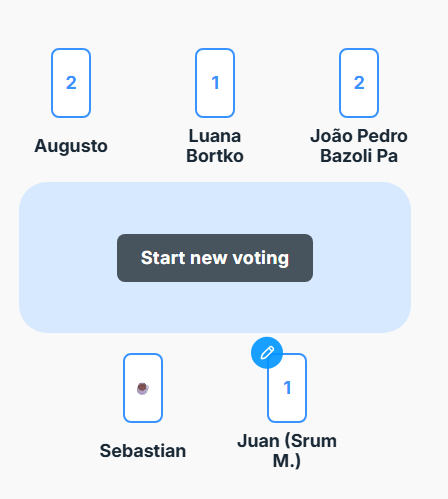 2
1
2
Augusto
Luana
Bortko
João Pedro
Bazoli Pa
Start new voting
1
Sebastian
Juan (Srum
M.)